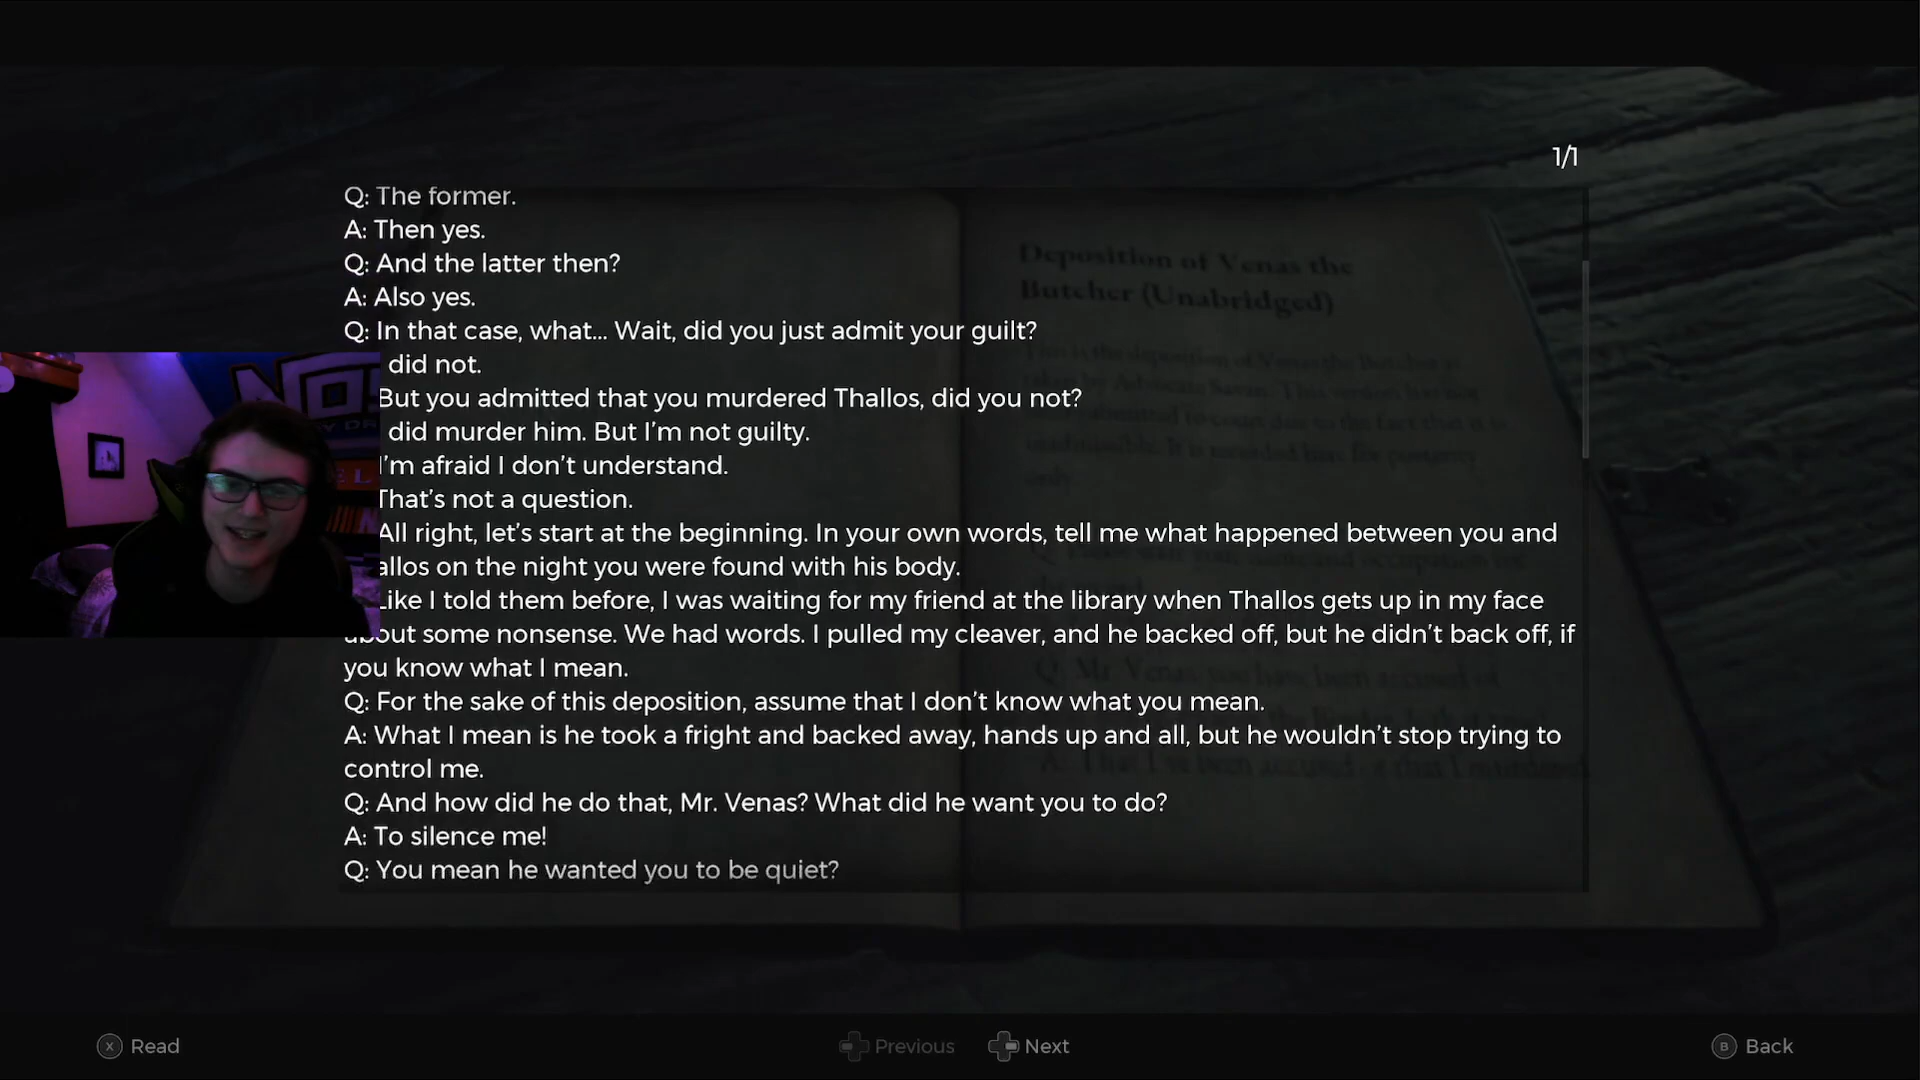 1/1
Q: The former.
A: Then yes.
Q: And the latter then?
A: Also yes.
Q: In that case, what... Wait, did you just admit your guilt?
did not.
But you admitted that you murdered Thallos, did you not?
did murder him. But I'm not guilty.
I'm afraid I don't understand.
That's not a question.
All right, let's start at the beginning. In your own words, tell me what happened between you and
allos on the night you were found with his body.
Like I told them before, I was waiting for my friend at the library when Thallos gets up in my face
about some nonsense. We had words. I pulled my cleaver, and he backed off, but he didn't back off, if
you know what I mean.
Q: For the sake of this deposition, assume that I don't know what you mean.
A: What I mean is he took a fright and backed away, hands up and all, but he wouldn't stop trying to
control me.
Q: And how did he do that, Mr. Venas? What did he want you to do?
A: To silence me!
Q: You mean he wanted you to be quiet?
Deposition of Venas the
Butcher (Unabridged)
X Read
Previous
Next
B Back